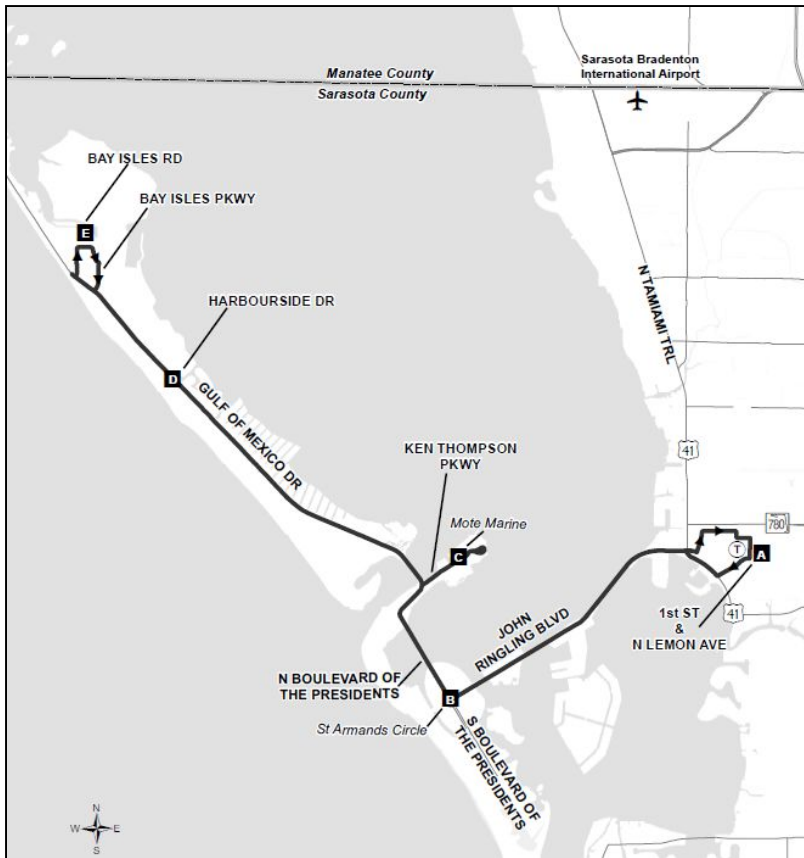 Sarasota Bradenton
International Airport
Manatee County
Sarasota County
BAY ISLES RD
BAY ISLES PKWY
E
HARBOURSIDE DR
N TAMIAMI TRL
D
GULF OF MEXICO DR
KEN THOMPSON
PKWY
41
Mote Marine
780
C
T
A
JOHN
RINGLING BLVD
1st ST
&
N LEMON AVE
41
N BOULEVARD OF
THE PRESIDENTS
B
St Armands Circle
S BOULEVARD OF
THE PRESIDENTS
N
W E
S